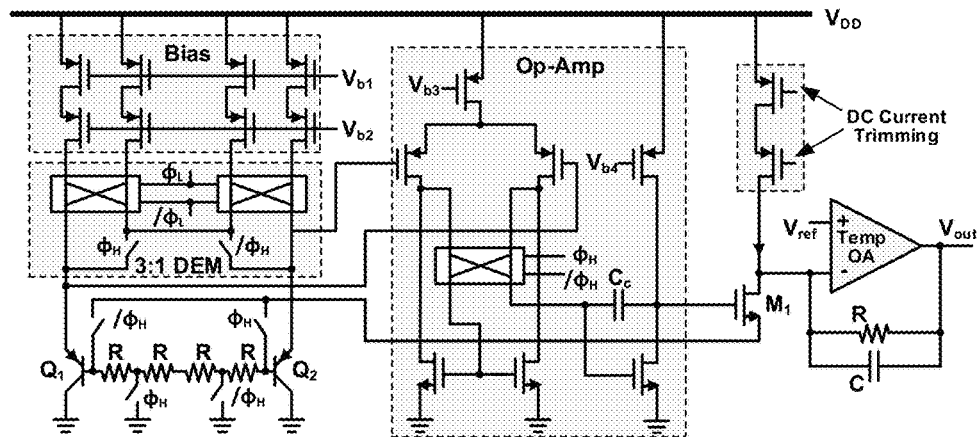 V_DD
Bias
V_b1
V_b2
Op-Amp
V_b3
V_b4
DC Current
Trimming
ϕ_L
/ϕ_L
ϕ_H
/ϕ_H
3:1 DEM
ϕ_H
/ϕ_H
C_c
M_1
V_ref
+
-
Temp
OA
V_out
R
C
/ϕ_H
ϕ_H
Q_1
R
R
R
R
Q_2
ϕ_H
/ϕ_H